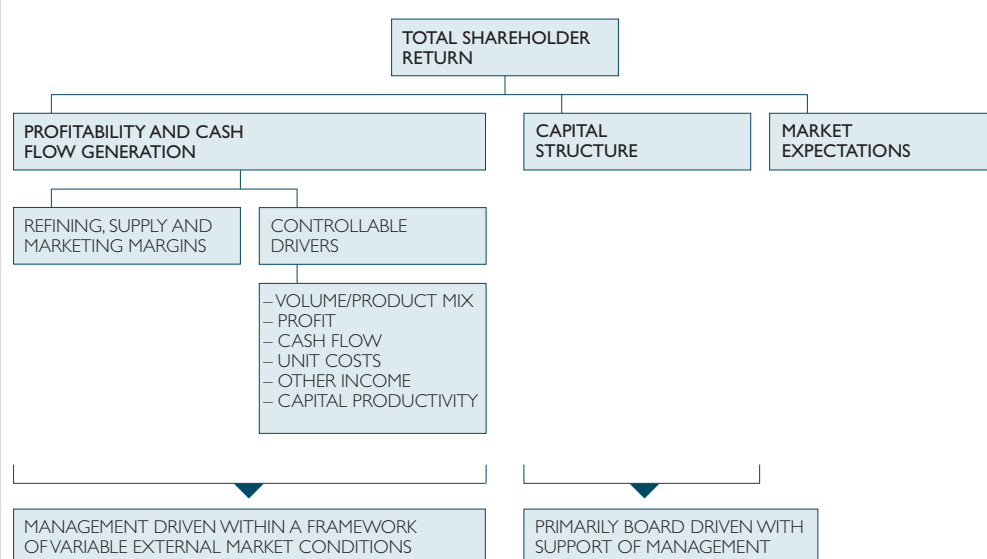 TOTAL SHAREHOLDER
RETURN
PROFITABILITY AND CASH
FLOW GENERATION
CAPITAL
STRUCTURE
MARKET
EXPECTATIONS
REFINING, SUPPLY AND
MARKETING MARGINS
CONTROLLABLE
DRIVERS
– VOLUME/PRODUCT MIX
– PROFIT
– CASH FLOW
– UNIT COSTS
– OTHER INCOME
– CAPITAL PRODUCTIVITY
MANAGEMENT DRIVEN WITHIN A FRAMEWORK
OF VARIABLE EXTERNAL MARKET CONDITIONS
PRIMARILY BOARD DRIVEN WITH
SUPPORT OF MANAGEMENT